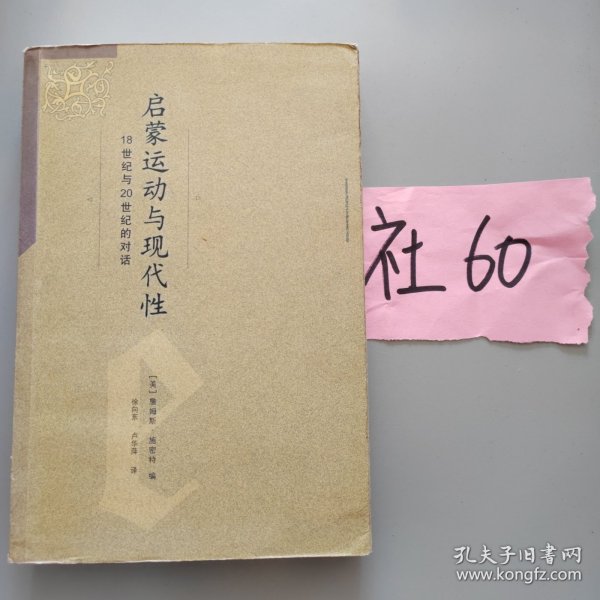 启蒙运动与现代性
18世纪与20世纪的对话
[美] 詹姆斯·施密特 编
徐向东 卢华萍 译
社 60
孔夫子旧书网
www.kongfz.com